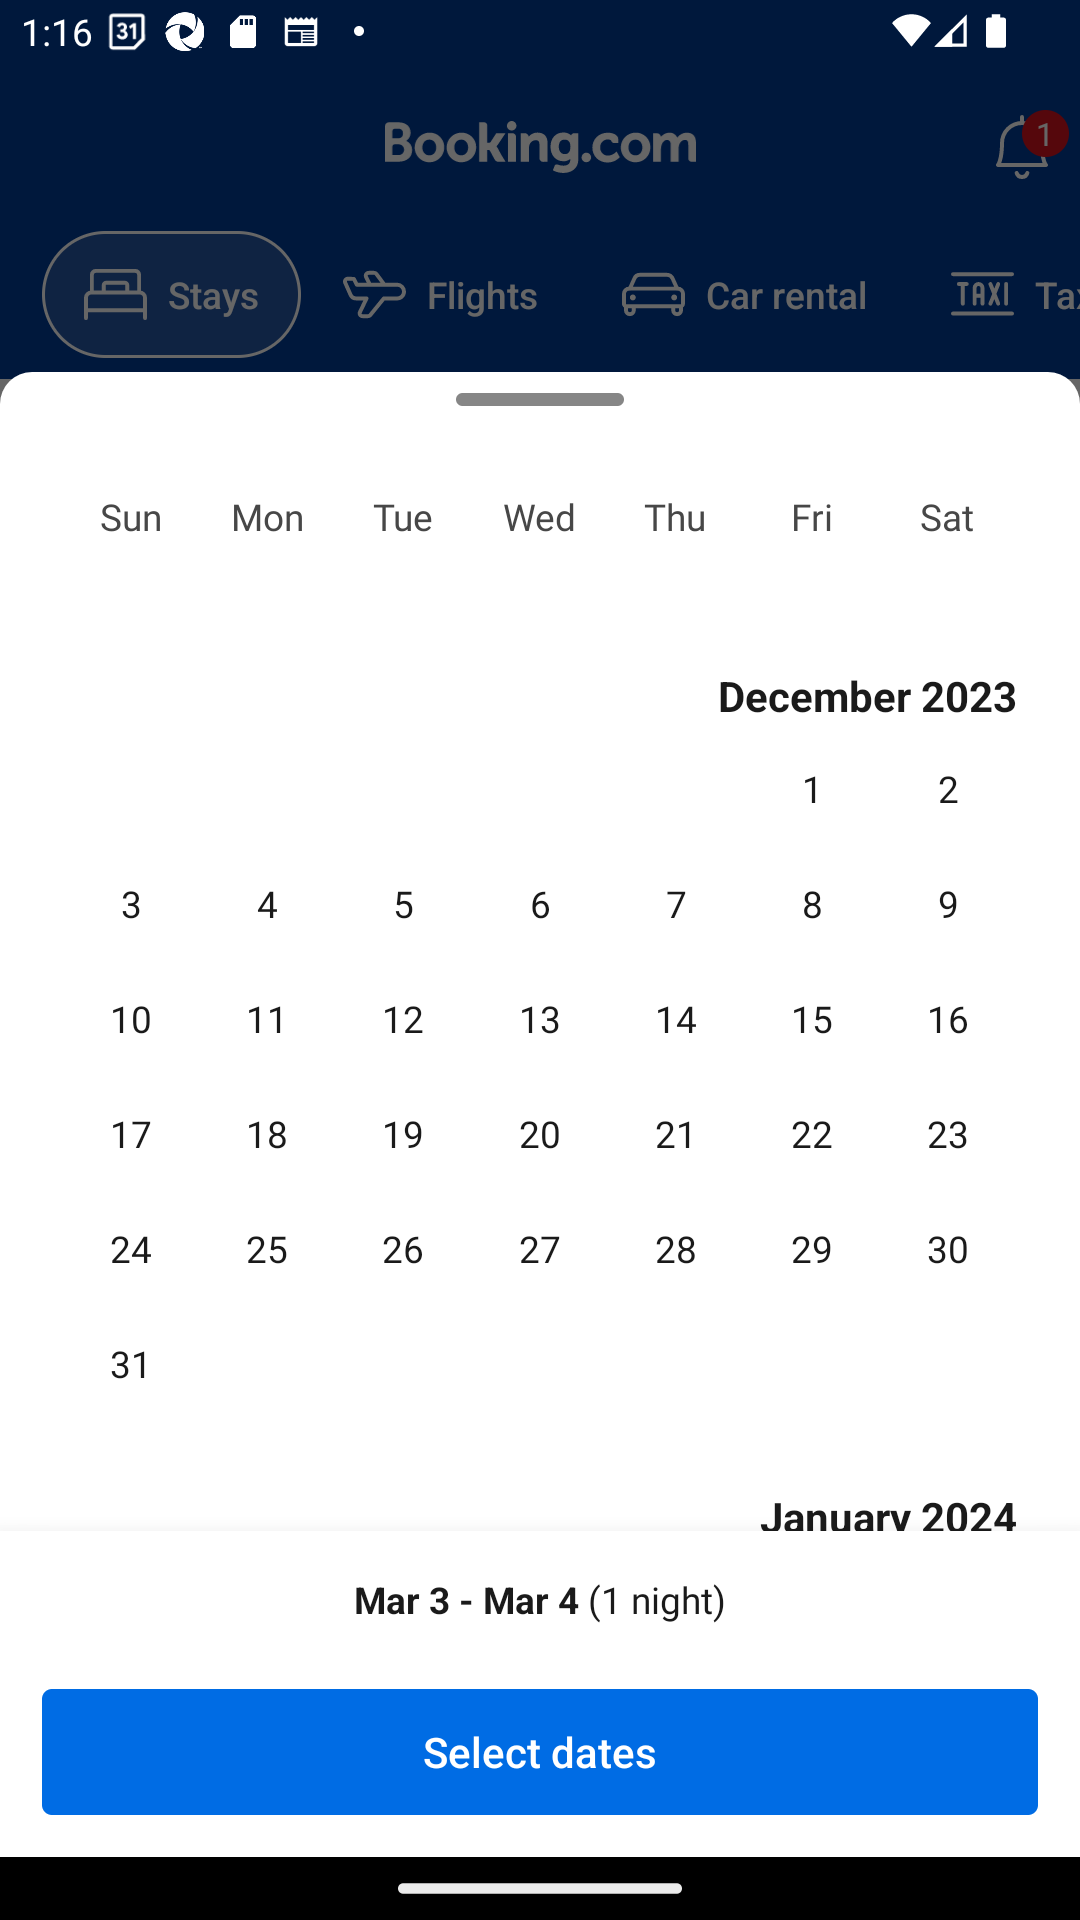 1:16 31
Booking.com
1
Stays Flights Car rental TAXI Tax
Sun Mon Tue Wed Thu Fri Sat
December 2023
1 2
3 4 5 6 7 8 9
10 11 12 13 14 15 16
17 18 19 20 21 22 23
24 25 26 27 28 29 30
31
January 2024
Mar 3 - Mar 4 (1 night)
Select dates